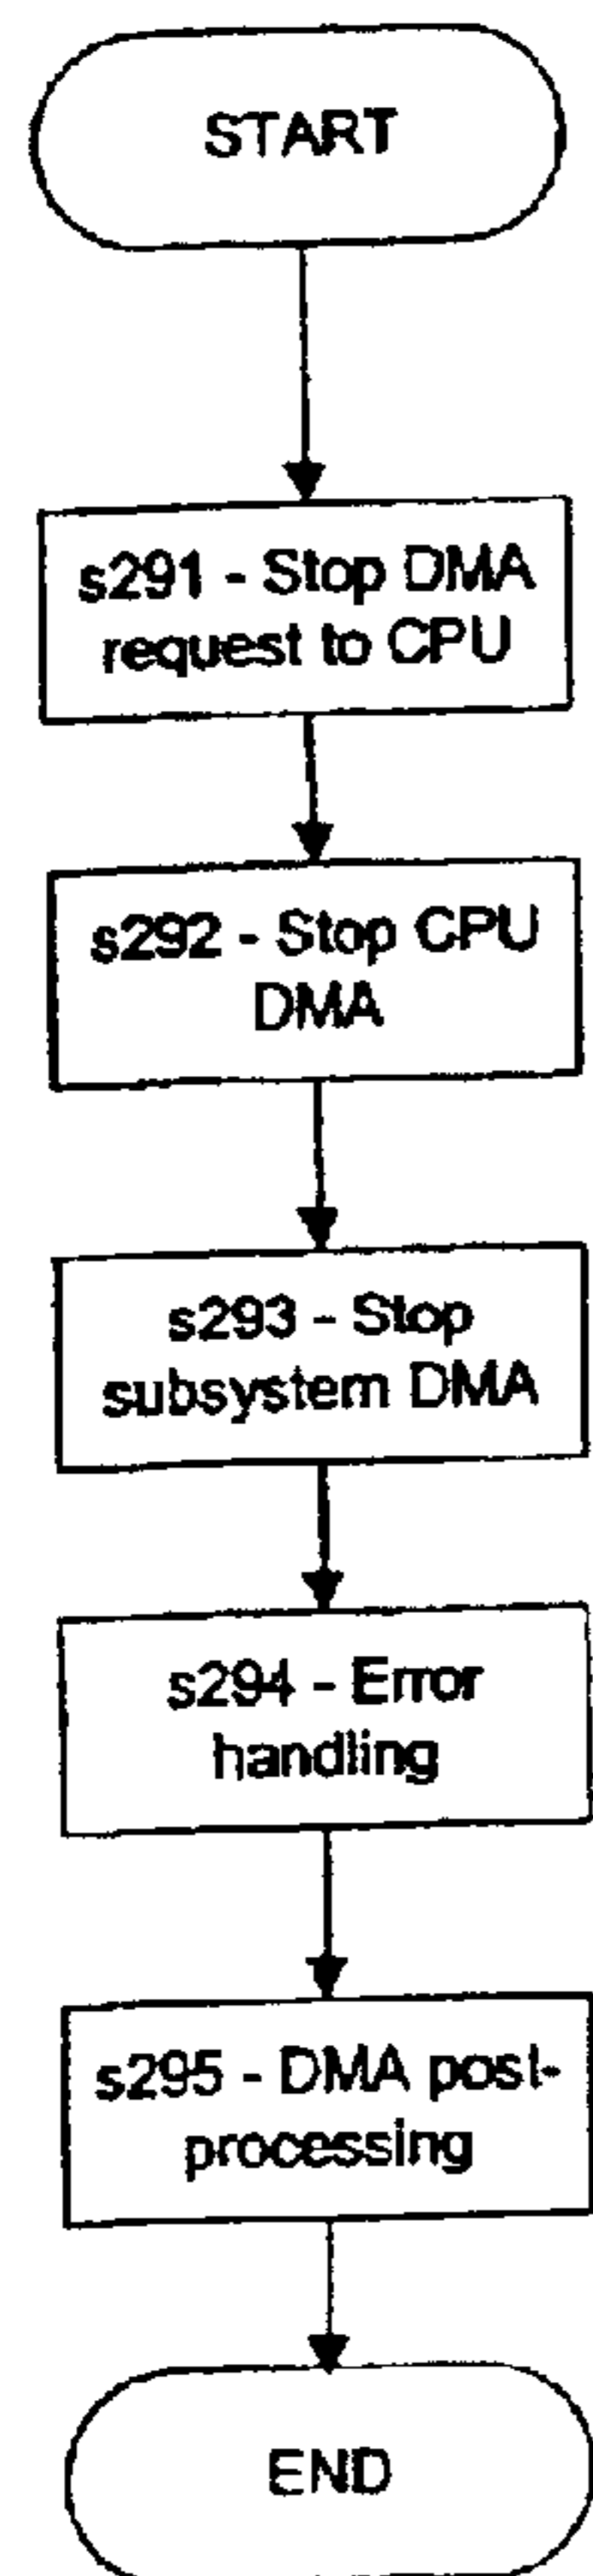 START
s291 - Stop DMA
request to CPU
s292 - Stop CPU
DMA
s293 - Stop
subsystem DMA
s294 - Error
handling
s295 - DMA post-
processing
END